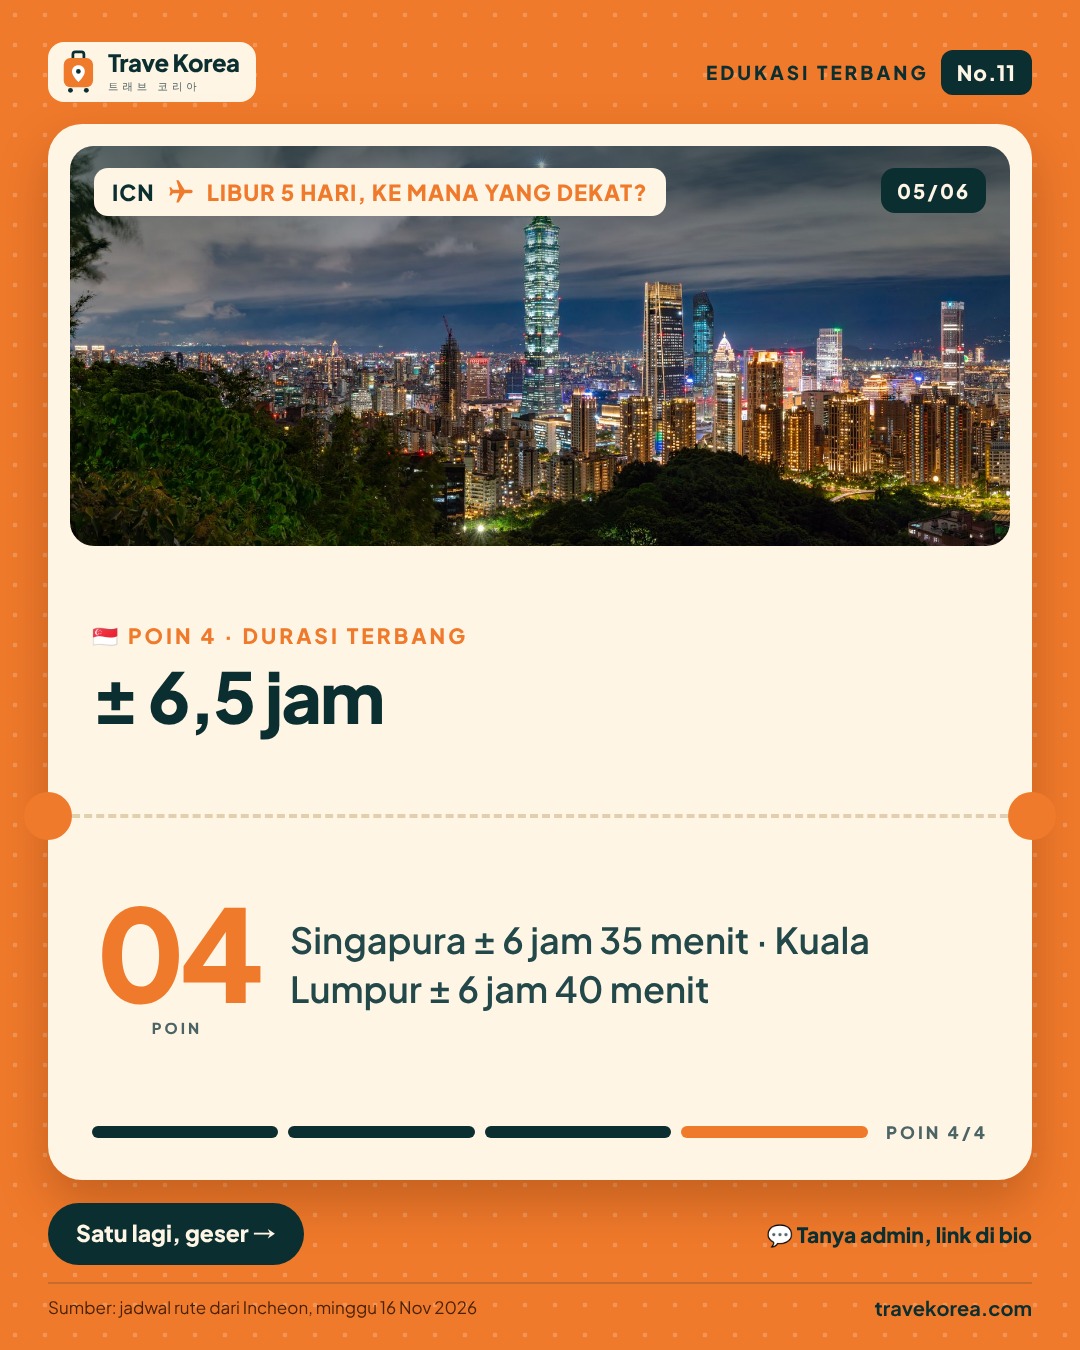 Trave Korea
트래브 코리아
EDUKASI TERBANG
No.11
ICN ✈ LIBUR 5 HARI, KE MANA YANG DEKAT?
05/06
🇸🇬 POIN 4 · DURASI TERBANG
± 6,5 jam
04
POIN
Singapura ± 6 jam 35 menit · Kuala
Lumpur ± 6 jam 40 menit
POIN 4/4
Satu lagi, geser →
💬 Tanya admin, link di bio
Sumber: jadwal rute dari Incheon, minggu 16 Nov 2026
travekorea.com